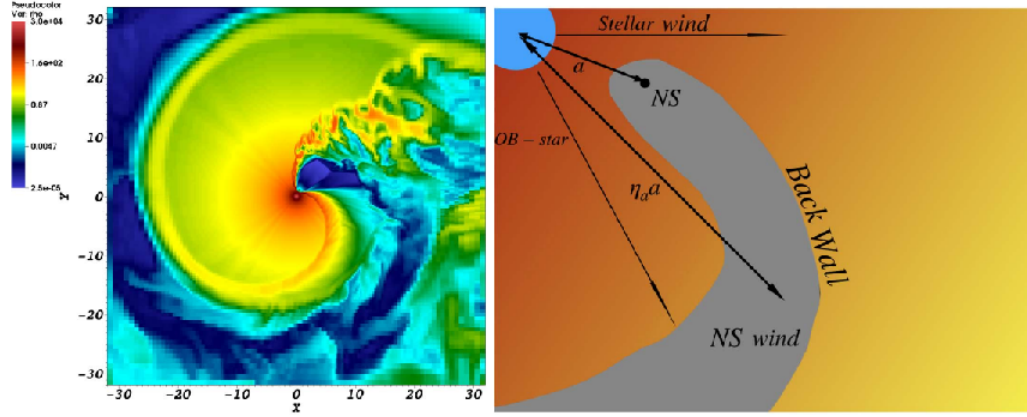 Pseudocolor
Var: rho
3.0e+04
1.6e+02
0.87
0.0047
2.5e-05
30
20
10
0
-10
-20
-30
Y
-30
-20
-10
0
10
20
30
X
Stellar wind
a
NS
OB-star
ηₐa
Back Wall
NS wind